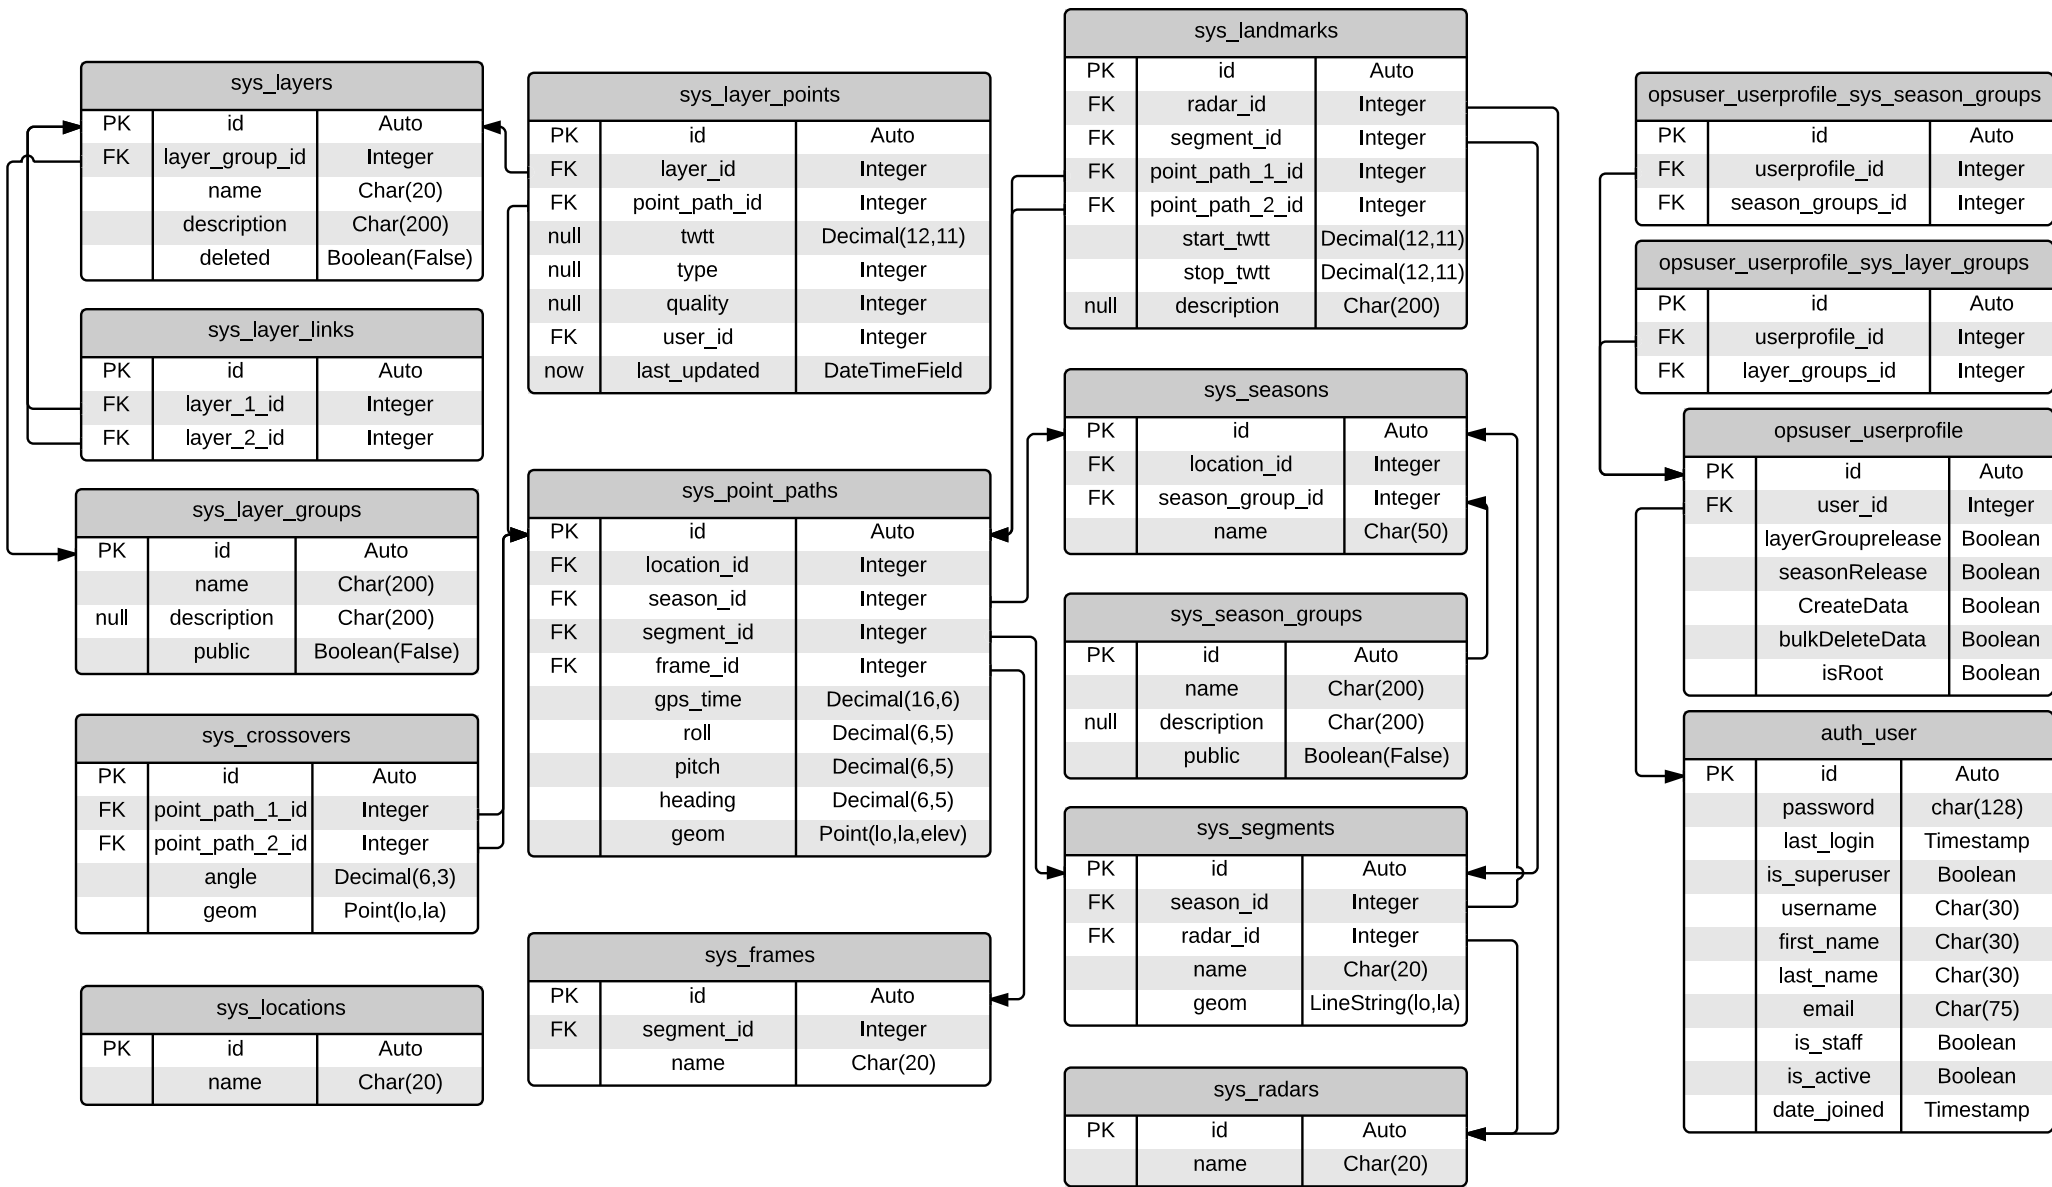 sys_layers
PK id Auto
FK layer_group_id Integer
name Char(20)
description Char(200)
deleted Boolean(False)
sys_layer_links
PK id Auto
FK layer_1_id Integer
FK layer_2_id Integer
sys_layer_groups
PK id Auto
name Char(200)
null description Char(200)
public Boolean(False)
sys_crossovers
PK id Auto
FK point_path_1_id Integer
FK point_path_2_id Integer
angle Decimal(6,3)
geom Point(lo,la)
sys_locations
PK id Auto
name Char(20)
sys_layer_points
PK id Auto
FK layer_id Integer
FK point_path_id Integer
null twtt Decimal(12,11)
null type Integer
null quality Integer
FK user_id Integer
now last_updated DateTimeField
sys_point_paths
PK id Auto
FK location_id Integer
FK season_id Integer
FK segment_id Integer
FK frame_id Integer
gps_time Decimal(16,6)
roll Decimal(6,5)
pitch Decimal(6,5)
heading Decimal(6,5)
geom Point(lo,la,elev)
sys_frames
PK id Auto
FK segment_id Integer
name Char(20)
sys_landmarks
PK id Auto
FK radar_id Integer
FK segment_id Integer
FK point_path_1_id Integer
FK point_path_2_id Integer
start_twtt Decimal(12,11)
stop_twtt Decimal(12,11)
null description Char(200)
sys_seasons
PK id Auto
FK location_id Integer
FK season_group_id Integer
name Char(50)
sys_season_groups
PK id Auto
name Char(200)
null description Char(200)
public Boolean(False)
sys_segments
PK id Auto
FK season_id Integer
FK radar_id Integer
name Char(20)
geom LineString(lo,la)
sys_radars
PK id Auto
name Char(20)
opsuser_userprofile_sys_season_groups
PK id Auto
FK userprofile_id Integer
FK season_groups_id Integer
opsuser_userprofile_sys_layer_groups
PK id Auto
FK userprofile_id Integer
FK layer_groups_id Integer
opsuser_userprofile
PK id Auto
FK user_id Integer
layerGrouprelease Boolean
seasonRelease Boolean
CreateData Boolean
bulkDeleteData Boolean
isRoot Boolean
auth_user
PK id Auto
password char(128)
last_login Timestamp
is_superuser Boolean
username Char(30)
first_name Char(30)
last_name Char(30)
email Char(75)
is_staff Boolean
is_active Boolean
date_joined Timestamp